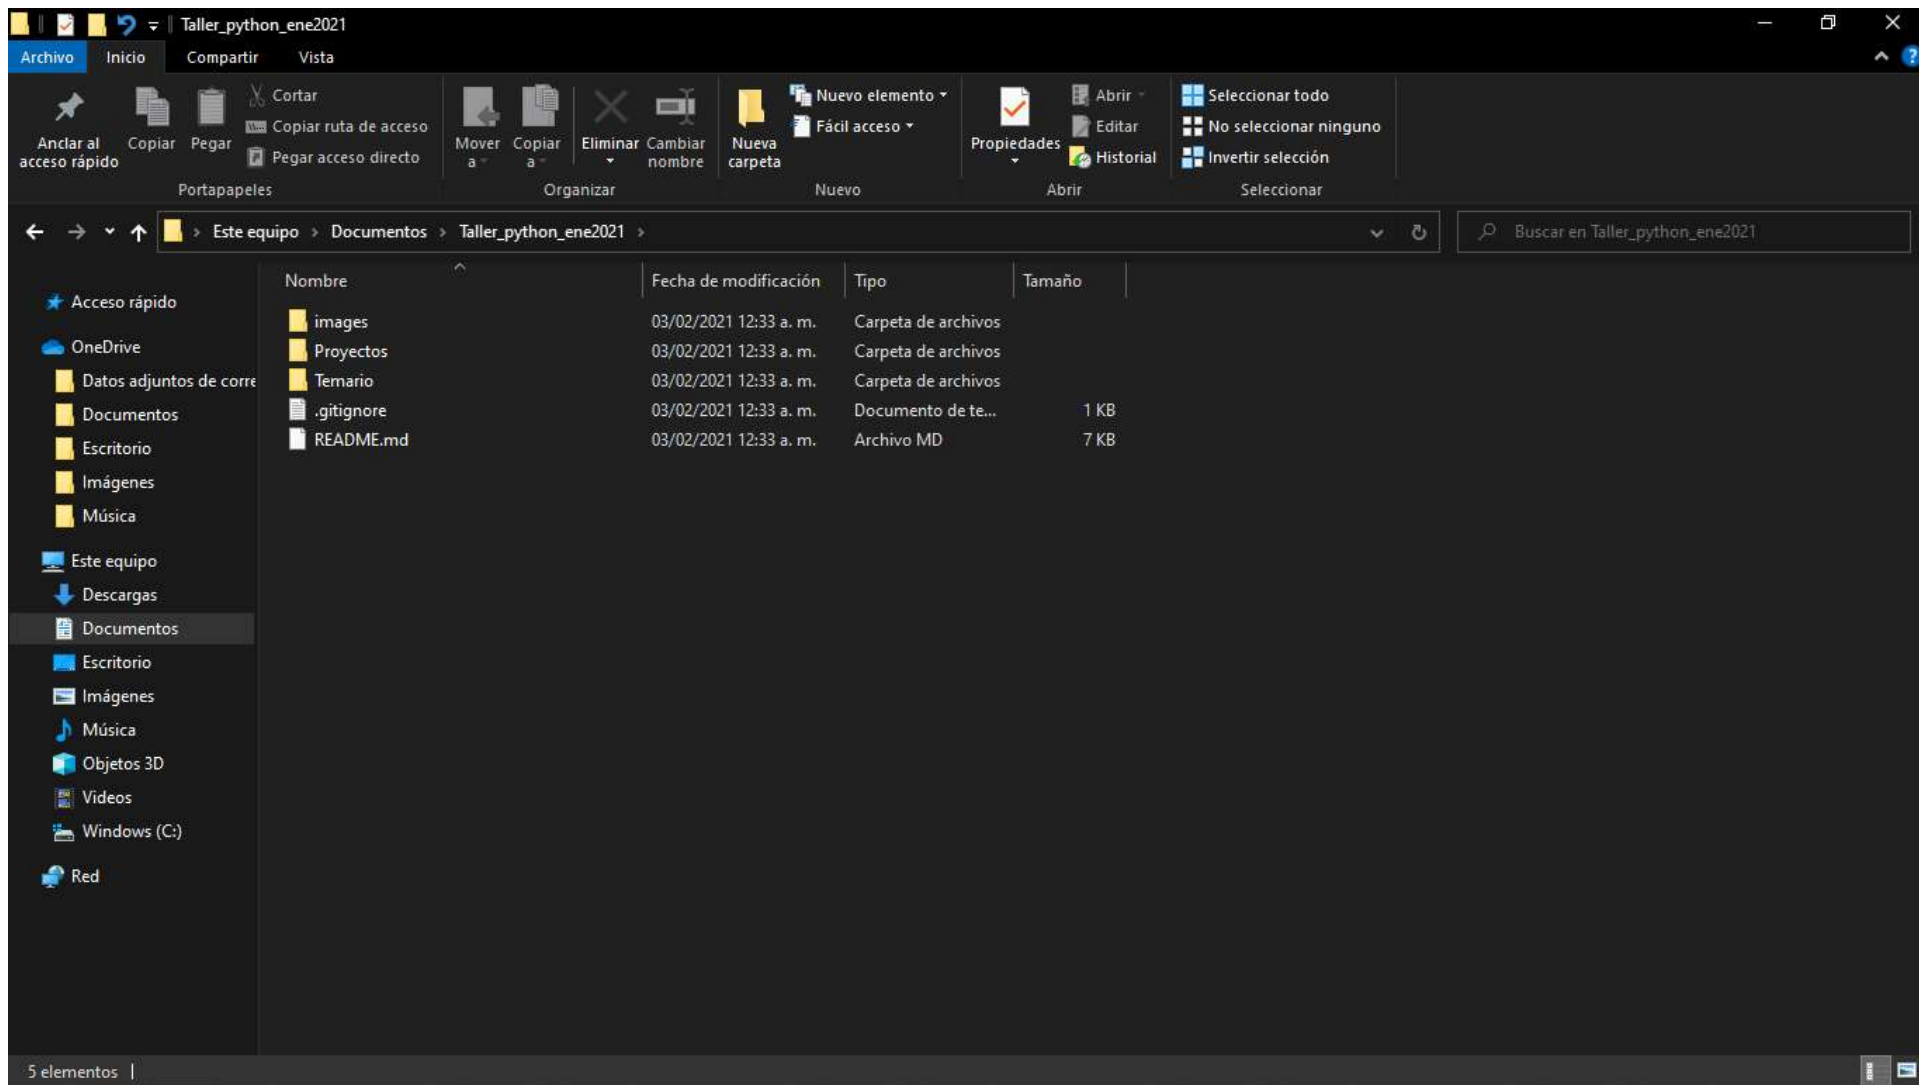 Taller_python_ene2021
Archivo Inicio Compartir Vista
Anclar al acceso rápido
Copiar
Pegar
Cortar
Copiar ruta de acceso
Pegar acceso directo
Portapapeles
Mover a
Copiar a
Eliminar
Cambiar nombre
Organizar
Nueva carpeta
Nuevo elemento
Fácil acceso
Nuevo
Propiedades
Abrir
Editar
Historial
Abrir
Seleccionar todo
No seleccionar ninguno
Invertir selección
Seleccionar
Este equipo > Documentos > Taller_python_ene2021 >
Buscar en Taller_python_ene2021
Acceso rápido
OneDrive
Datos adjuntos de corre
Documentos
Escritorio
Imágenes
Música
Este equipo
Descargas
Documentos
Escritorio
Imágenes
Música
Objetos 3D
Videos
Windows (C:)
Red
Nombre Fecha de modificación Tipo Tamaño
images 03/02/2021 12:33 a. m. Carpeta de archivos
Proyectos 03/02/2021 12:33 a. m. Carpeta de archivos
Temario 03/02/2021 12:33 a. m. Carpeta de archivos
.gitignore 03/02/2021 12:33 a. m. Documento de te... 1 KB
README.md 03/02/2021 12:33 a. m. Archivo MD 7 KB
5 elementos